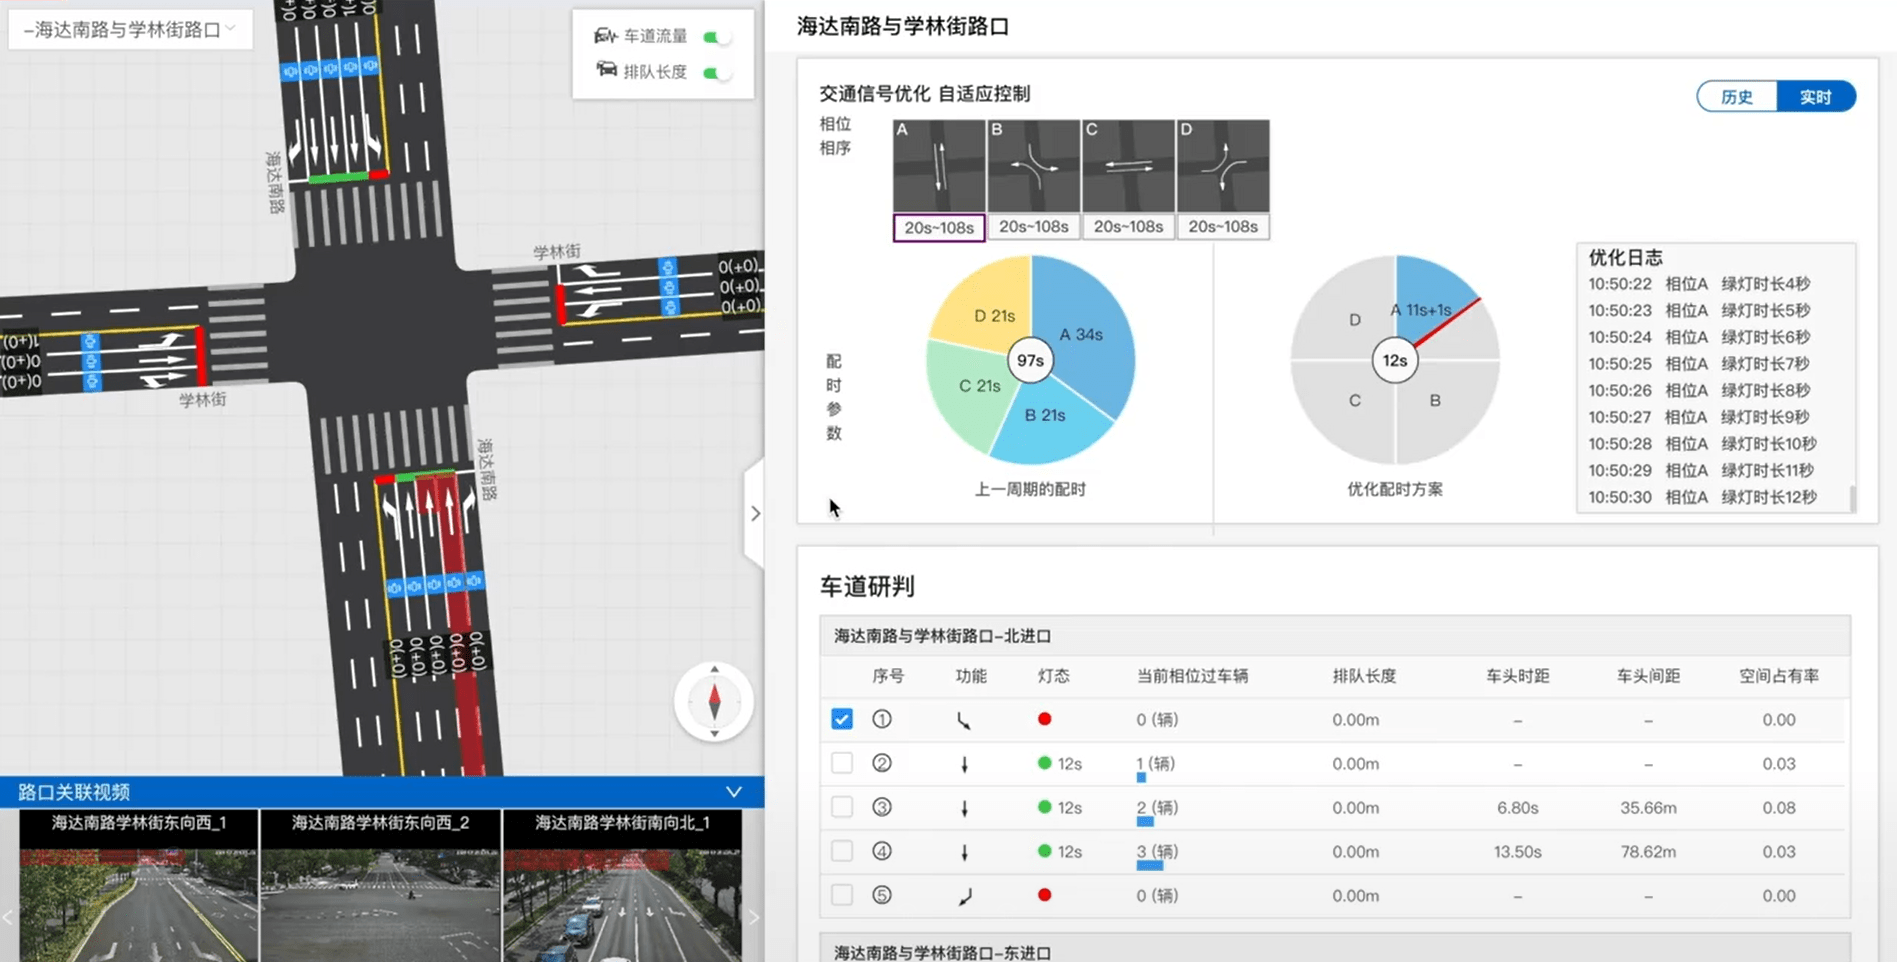 -海达南路与学林街路口
车道流量
排队长度
海达南路
学林街
0(+0)
0(+0)
0(+0)
(0+)0
(0+)0
学林街
海达南路
0(+0)
0(+0)
0(+0)
0(+0)
0(+0)
路口关联视频
海达南路学林街东向西_1
海达南路学林街东向西_2
海达南路学林街南向北_1
海达南路与学林街路口
交通信号优化 自适应控制
历史
实时
相位
相序
A
B
C
D
20s~108s
20s~108s
20s~108s
20s~108s
配时参数
D 21s
A 34s
97s
C 21s
B 21s
上一周期的配时
D
A 11s+1s
12s
C
B
优化配时方案
优化日志
10:50:22 相位A 绿灯时长4秒
10:50:23 相位A 绿灯时长5秒
10:50:24 相位A 绿灯时长6秒
10:50:25 相位A 绿灯时长7秒
10:50:26 相位A 绿灯时长8秒
10:50:27 相位A 绿灯时长9秒
10:50:28 相位A 绿灯时长10秒
10:50:29 相位A 绿灯时长11秒
10:50:30 相位A 绿灯时长12秒
车道研判
海达南路与学林街路口-北进口
序号 功能 灯态 当前相位过车辆 排队长度 车头时距 车头间距 空间占有率
① 0 (辆) 0.00m - - 0.00
② 12s 1 (辆) 0.00m - - 0.03
③ 12s 2 (辆) 0.00m 6.80s 35.66m 0.08
④ 12s 3 (辆) 0.00m 13.50s 78.62m 0.03
⑤ 0 (辆) 0.00m - - 0.00
海达南路与学林街路口-东进口